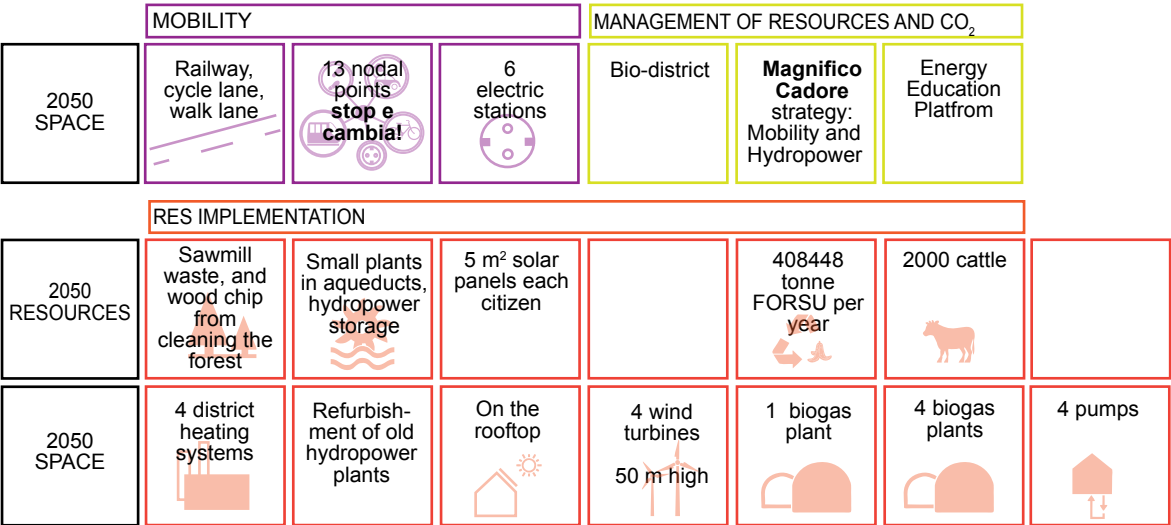 MOBILITY
MANAGEMENT OF RESOURCES AND CO2
2050
SPACE
Railway,
cycle lane,
walk lane
13 nodal
points
stop e
cambia!
6
electric
stations
Bio-district
Magnifico
Cadore
strategy:
Mobility and
Hydropower
Energy
Education
Platfrom
RES IMPLEMENTATION
2050
RESOURCES
Sawmill
waste, and
wood chip
from
cleaning the
forest
Small plants
in aqueducts,
hydropower
storage
5 m² solar
panels each
citizen
408448
tonne
FORSU per
year
2000 cattle
2050
SPACE
4 district
heating
systems
Refurbish-
ment of old
hydropower
plants
On the
rooftop
4 wind
turbines
50 m high
1 biogas
plant
4 biogas
plants
4 pumps